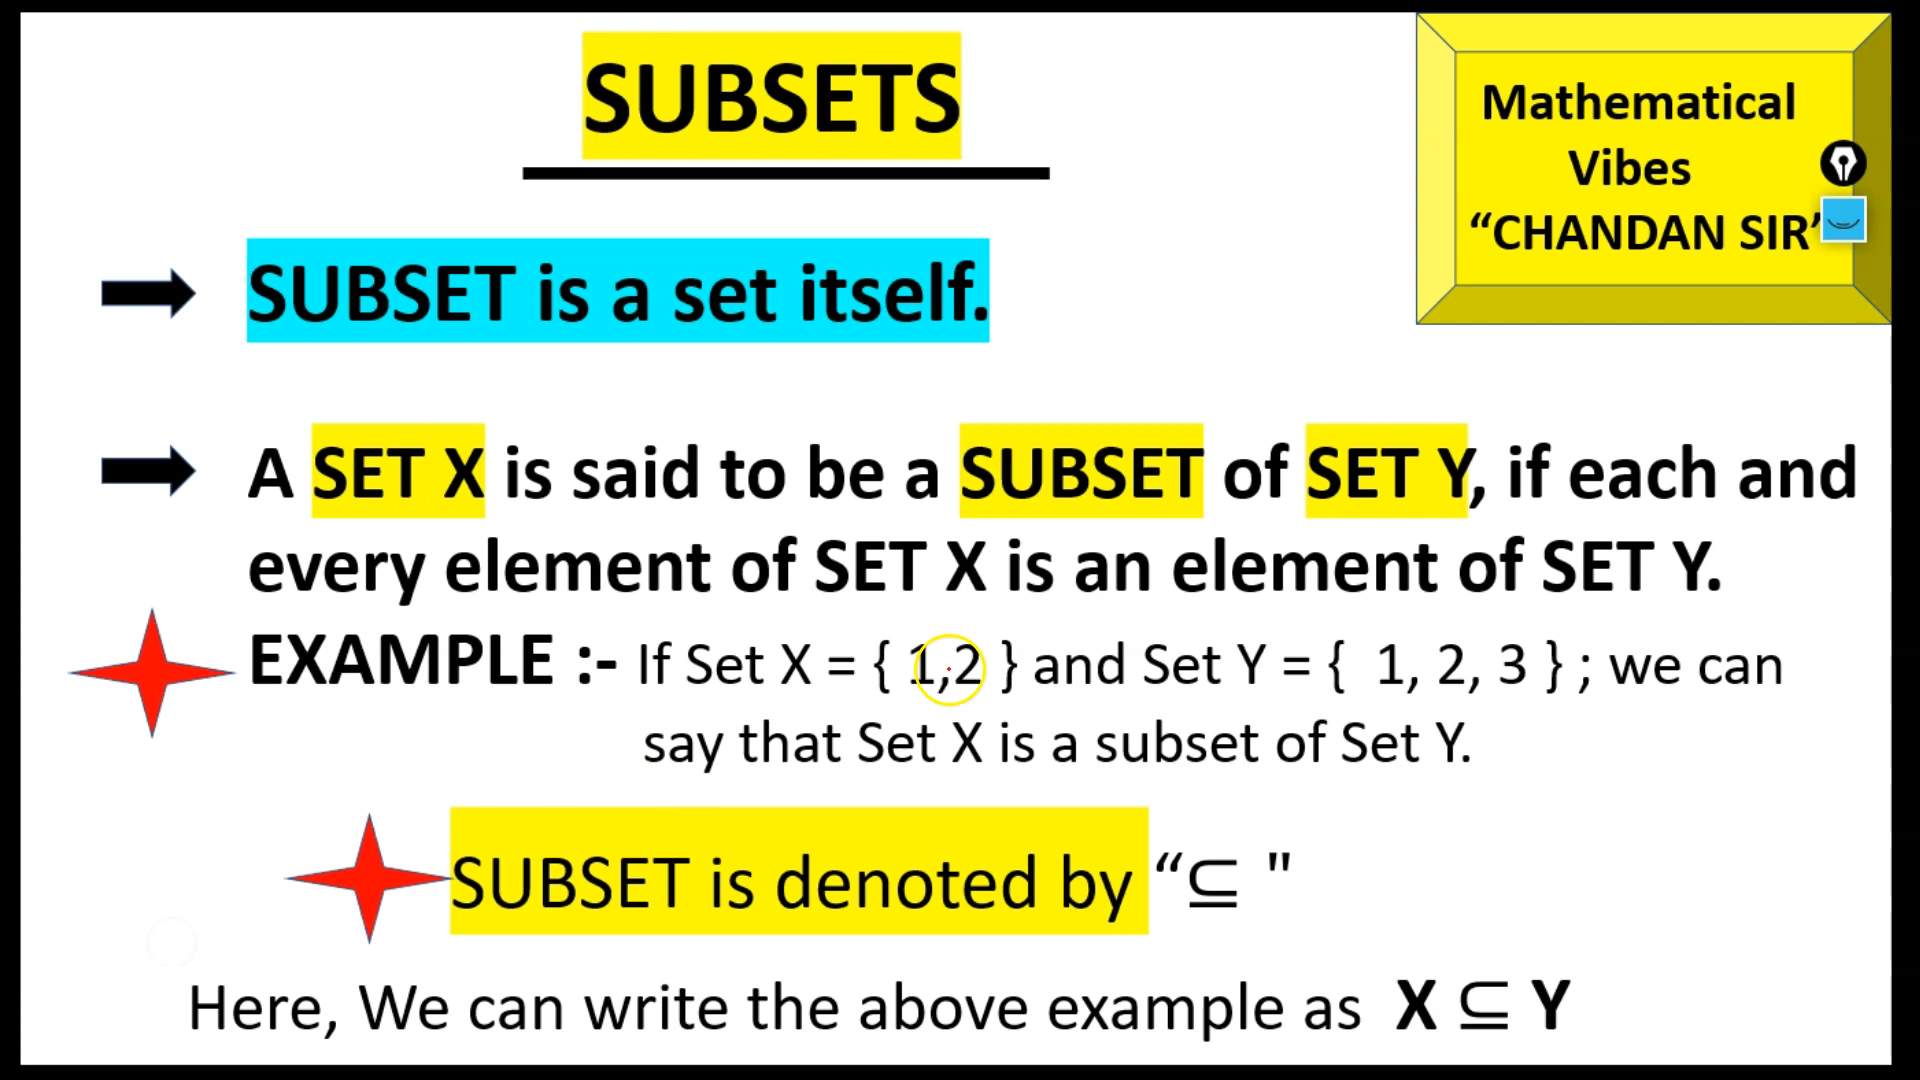 SUBSETS
Mathematical
Vibes
“CHANDAN SIR”
SUBSET is a set itself.
A SET X is said to be a SUBSET of SET Y, if each and
every element of SET X is an element of SET Y.
EXAMPLE :- If Set X = { 1,2 } and Set Y = { 1, 2, 3 } ; we can
say that Set X is a subset of Set Y.
SUBSET is denoted by “⊆ "
Here, We can write the above example as X ⊆ Y